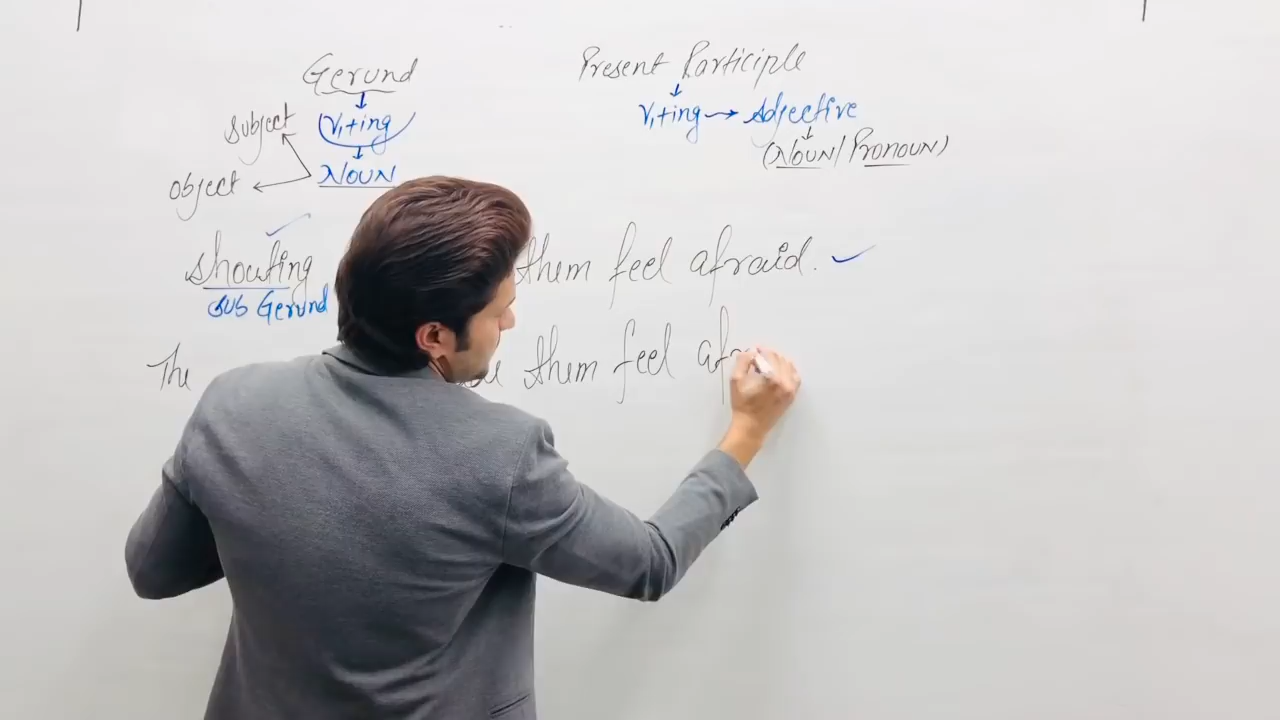 Gerund
Present Participle
Subject
V1+ing
V1+ing → Adjective
(Noun/Pronoun)
Object
Noun
Shouting them feel afraid.
Sub Gerund
The them feel afra